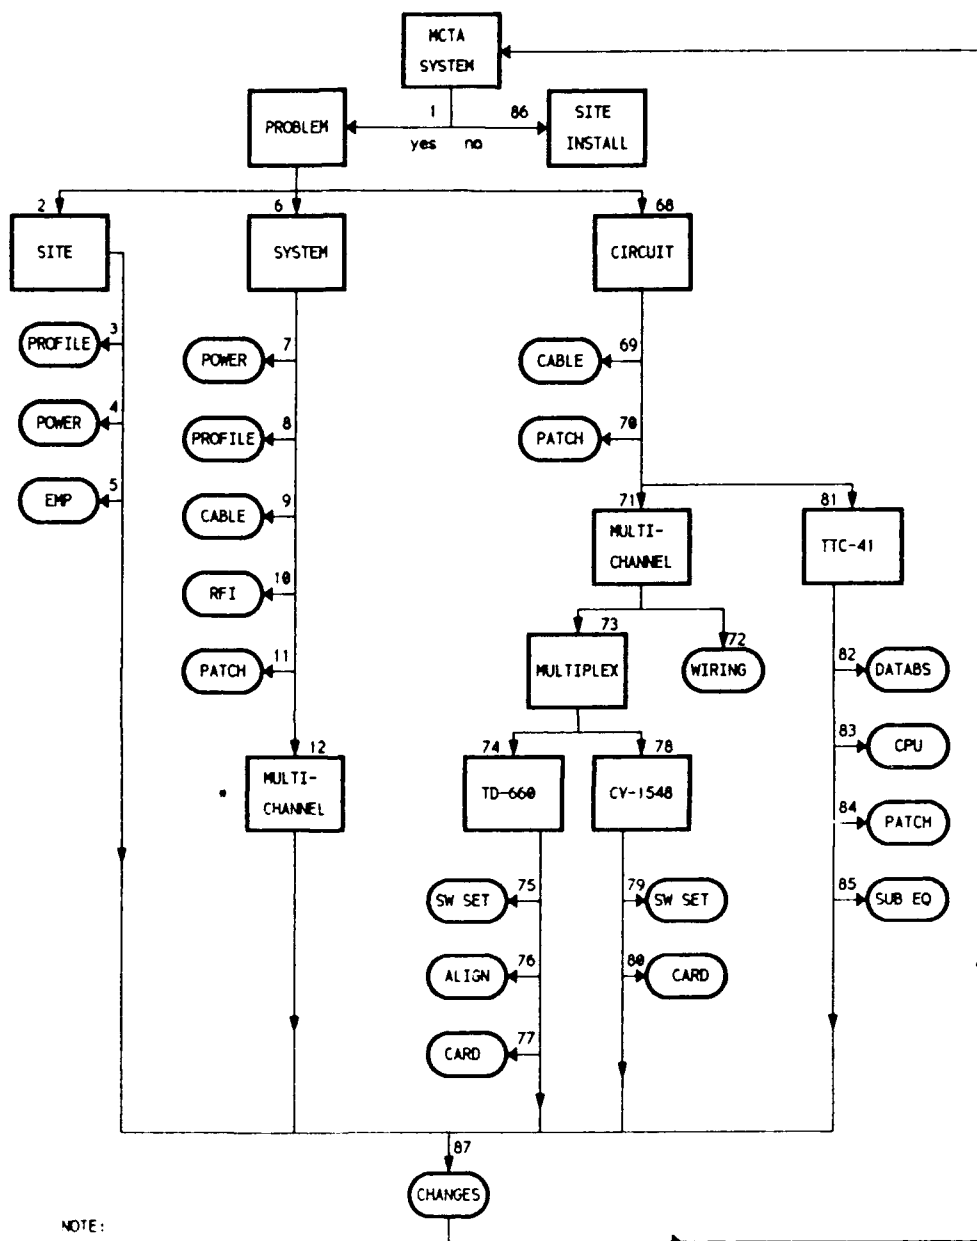 MCTA
SYSTEM
1
86
PROBLEM
yes no
SITE
INSTALL
2
6
68
SITE
SYSTEM
CIRCUIT
3
PROFILE
7
POWER
69
CABLE
4
POWER
8
PROFILE
70
PATCH
5
EMP
9
CABLE
71
MULTI-
CHANNEL
81
TTC-41
10
RFI
73
MULTIPLEX
72
WIRING
11
PATCH
82
DATABS
12
* MULTI-
CHANNEL
74
TD-660
78
CV-1548
83
CPU
84
PATCH
75
SW SET
79
SW SET
85
SUB EQ
76
ALIGN
80
CARD
77
CARD
87
CHANGES
NOTE: